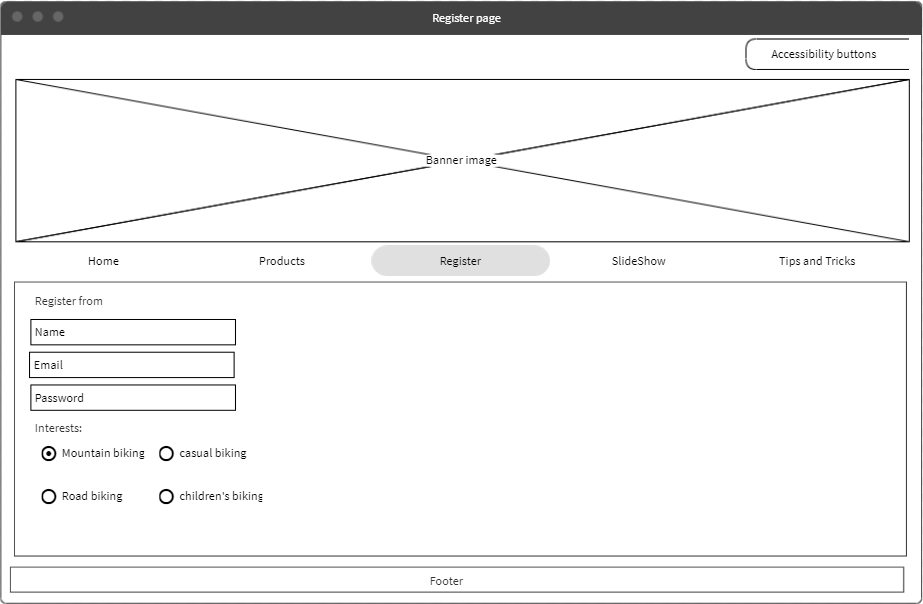 Register page
Accessibility buttons
Banner image
Home Products Register SlideShow Tips and Tricks
Register from
Name
Email
Password
Interests:
Mountain biking casual biking
Road biking children's biking
Footer